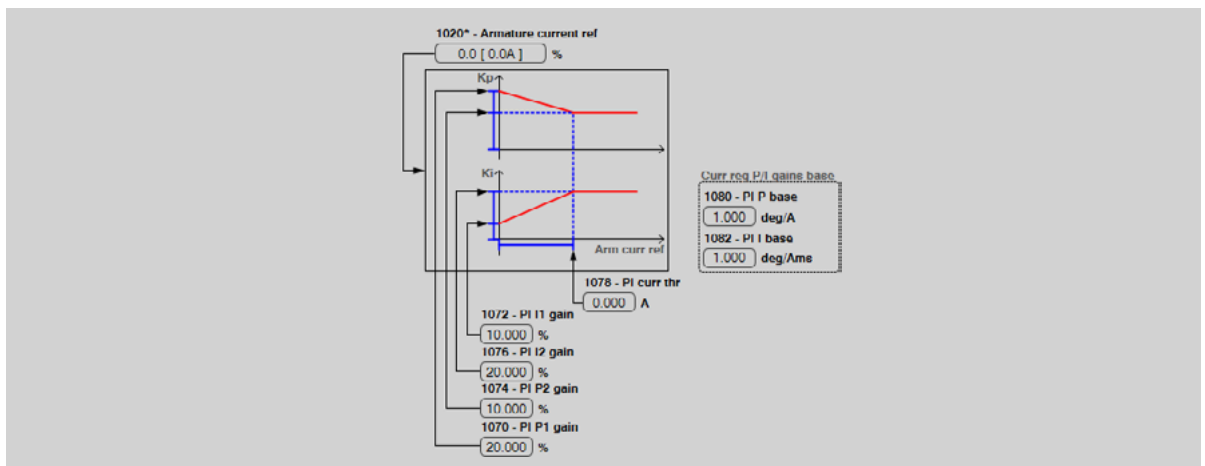 1020* - Armature current ref
0.0 [ 0.0A ] %
Kp
Ki
Arm curr ref
Curr reg P/I gains base
1080 - PI P base
1.000 deg/A
1082 - PI I base
1.000 deg/Ams
1078 - PI curr thr
0.000 A
1072 - PI I1 gain
10.000 %
1076 - PI I2 gain
20.000 %
1074 - PI P2 gain
10.000 %
1070 - PI P1 gain
20.000 %